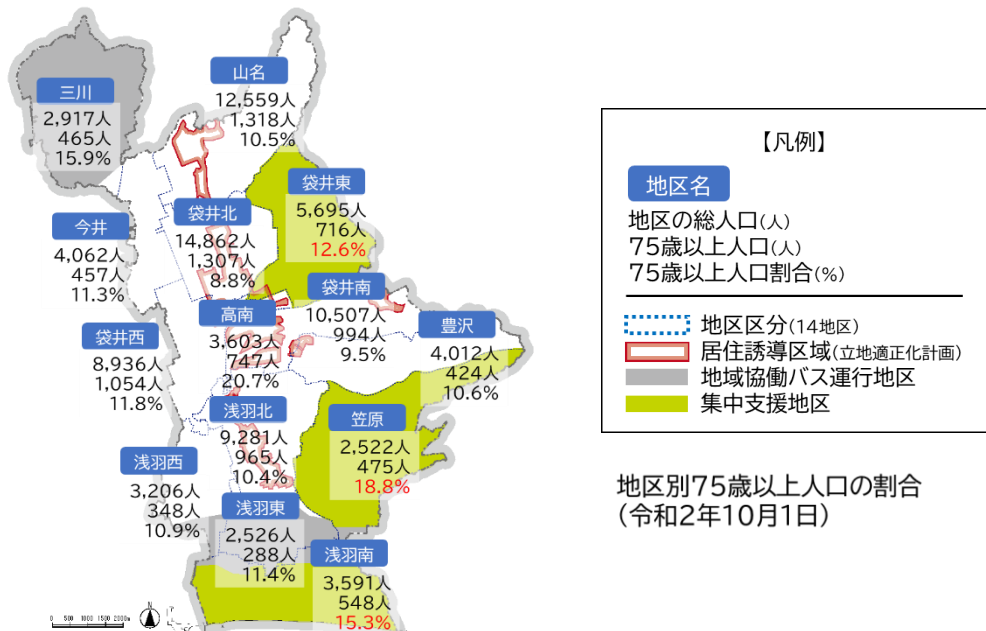 山名
12,559人
1,318人
10.5%
三川
2,917人
465人
15.9%
袋井東
5,695人
716人
12.6%
今井
4,062人
457人
11.3%
袋井北
14,862人
1,307人
8.8%
袋井南
10,507人
994人
9.5%
高南
3,603人
747人
20.7%
豊沢
4,012人
424人
10.6%
袋井西
8,936人
1,054人
11.8%
浅羽北
9,281人
965人
10.4%
笠原
2,522人
475人
18.8%
浅羽西
3,206人
348人
10.9%
浅羽東
2,526人
288人
11.4%
浅羽南
3,591人
548人
15.3%
0 500 1000 1500 2000m
N
【凡例】
地区名
地区の総人口(人)
75歳以上人口(人)
75歳以上人口割合(%)
地区区分(14地区)
居住誘導区域(立地適正化計画)
地域協働バス運行地区
集中支援地区
地区別75歳以上人口の割合
(令和2年10月1日)